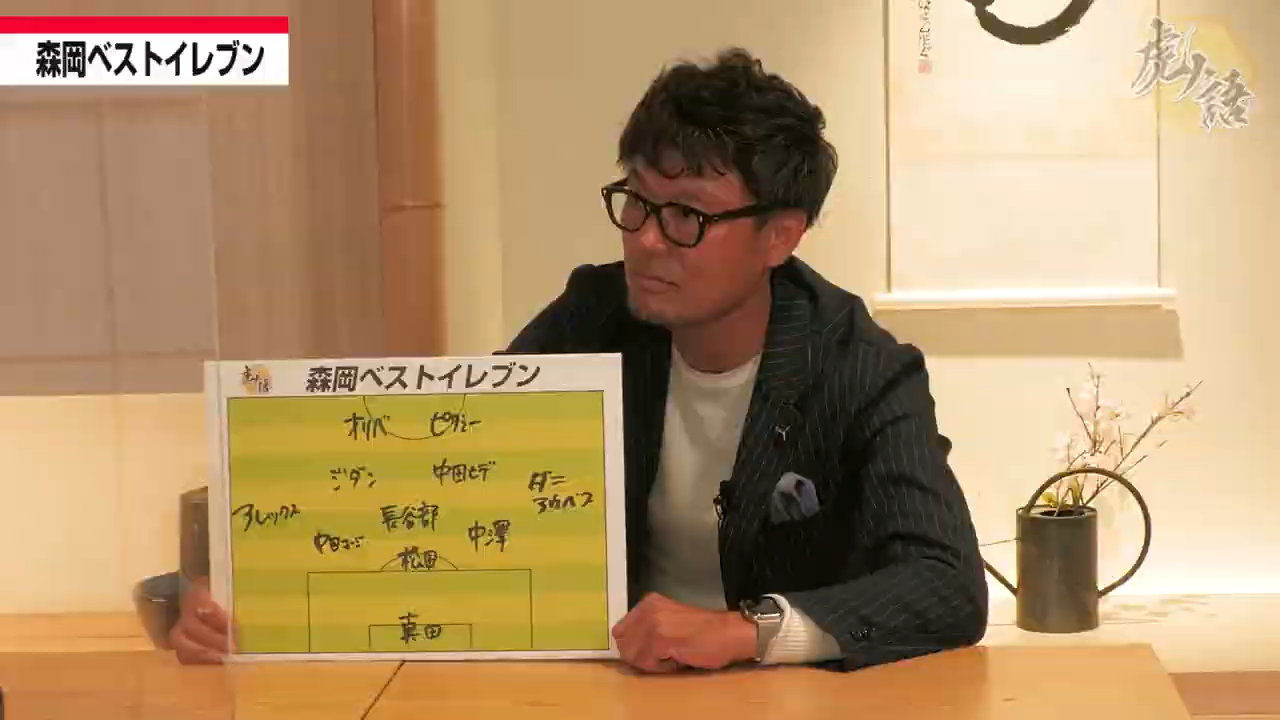 森岡ベストイレブン
虎ノ話
森岡ベストイレブン
オリベ ピクシー
ジダン 中田ヒデ ダニ
アウベス
アレックス 長谷部
中田コージ 中澤
松田
真田